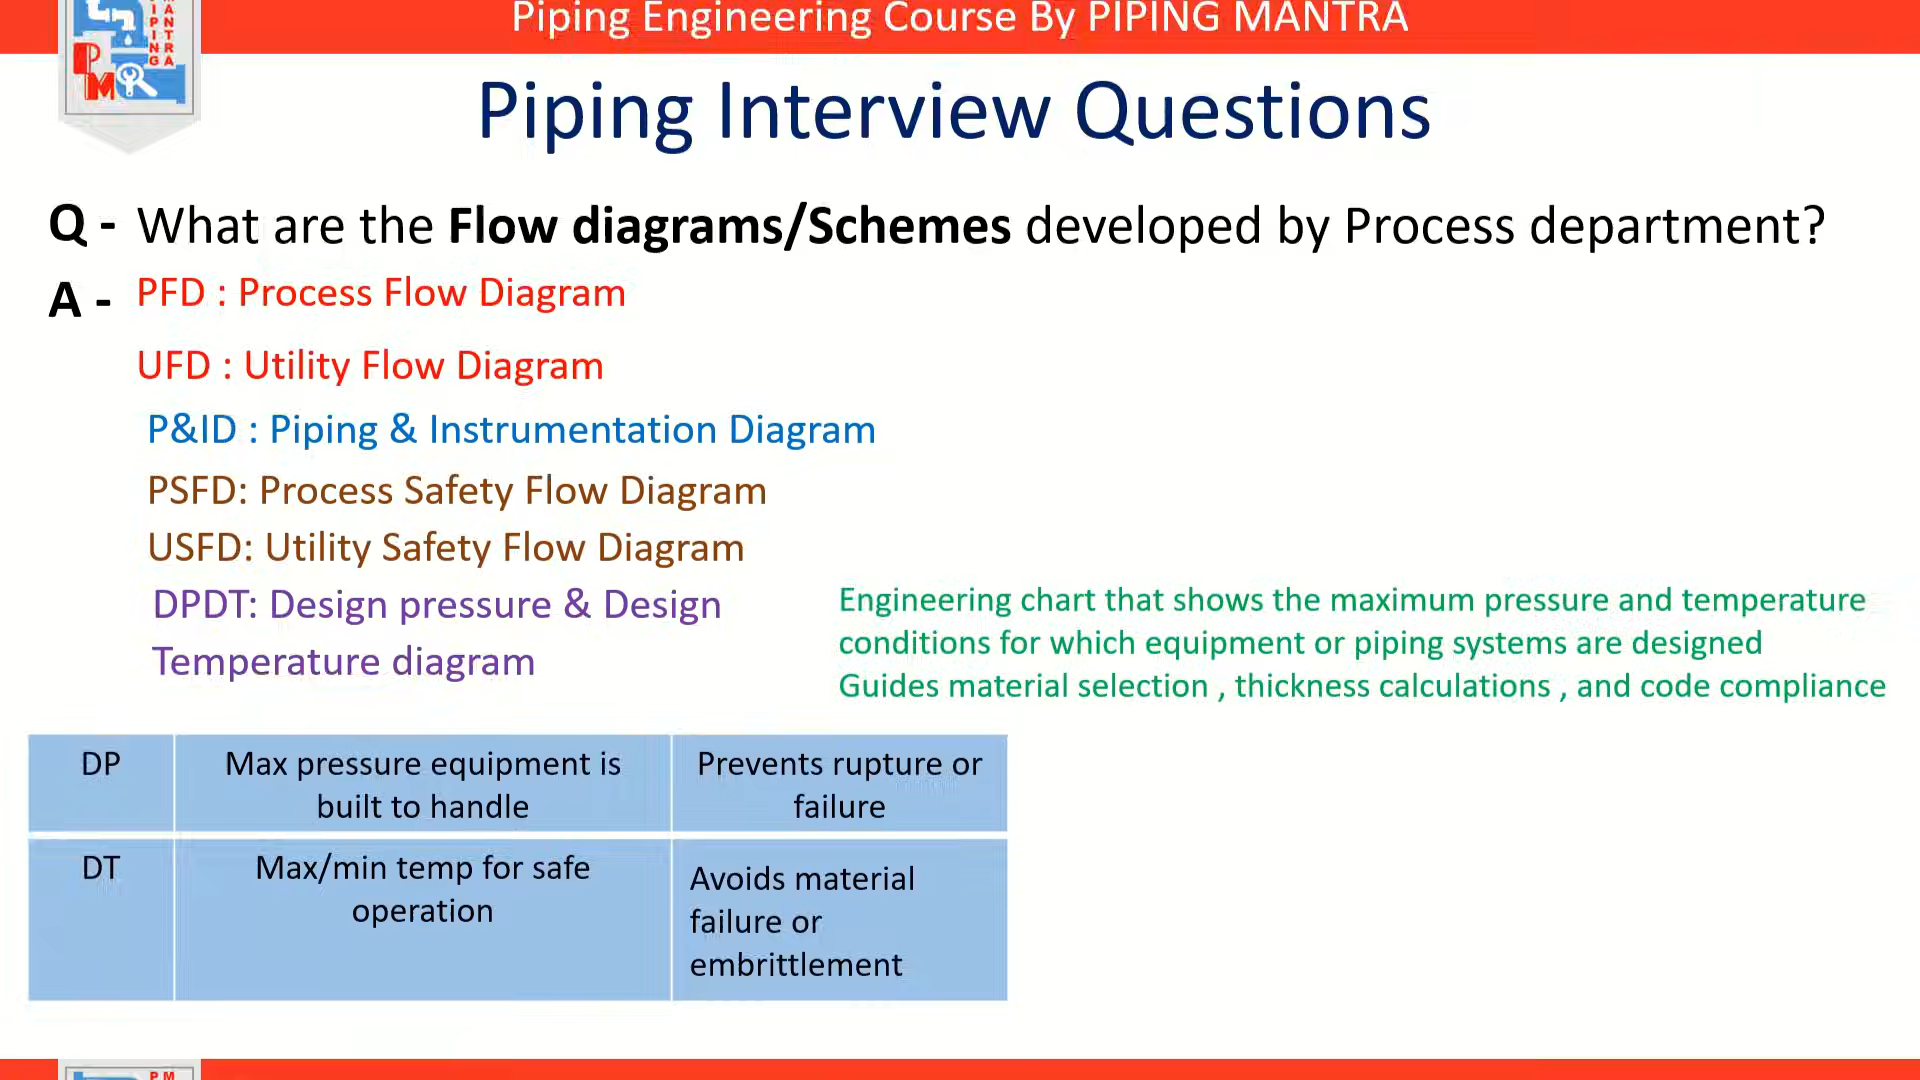 Piping Engineering Course By PIPING MANTRA
PIPING
MANTRA
PM
Piping Interview Questions
Q - What are the Flow diagrams/Schemes developed by Process department?
A - PFD : Process Flow Diagram
UFD : Utility Flow Diagram
P&ID : Piping & Instrumentation Diagram
PSFD: Process Safety Flow Diagram
USFD: Utility Safety Flow Diagram
DPDT: Design pressure & Design
Temperature diagram
Engineering chart that shows the maximum pressure and temperature
conditions for which equipment or piping systems are designed
Guides material selection , thickness calculations , and code compliance
DP
Max pressure equipment is
built to handle
Prevents rupture or
failure
DT
Max/min temp for safe
operation
Avoids material
failure or
embrittlement
P M